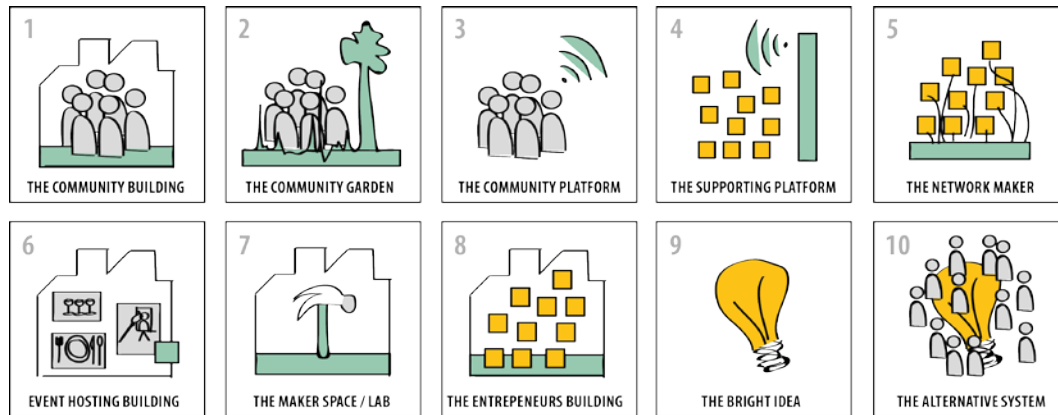 1
THE COMMUNITY BUILDING
2
THE COMMUNITY GARDEN
3
THE COMMUNITY PLATFORM
4
THE SUPPORTING PLATFORM
5
THE NETWORK MAKER
6
EVENT HOSTING BUILDING
7
THE MAKER SPACE / LAB
8
THE ENTREPENEURS BUILDING
9
THE BRIGHT IDEA
10
THE ALTERNATIVE SYSTEM